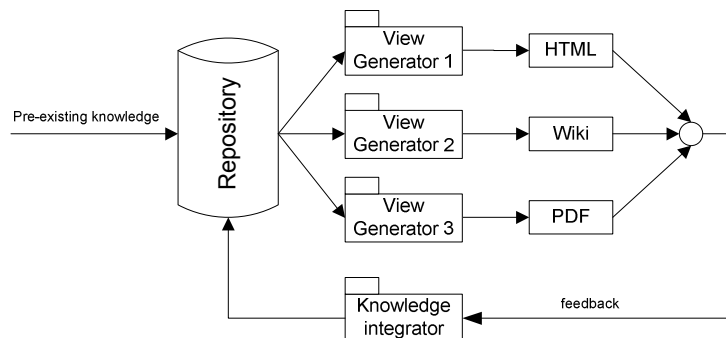 Pre-existing knowledge
Repository
View
Generator 1
HTML
View
Generator 2
Wiki
View
Generator 3
PDF
Knowledge
integrator
feedback